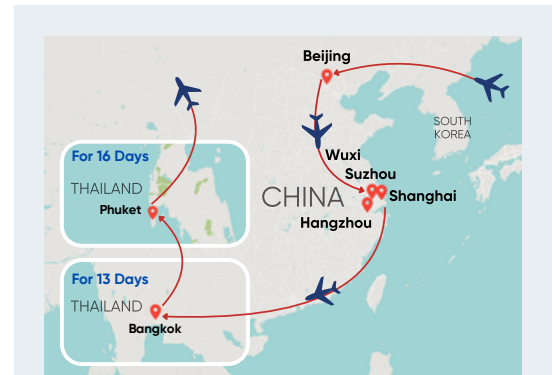 Beijing
SOUTH
KOREA
Wuxi
Suzhou
CHINA
Shanghai
Hangzhou
For 16 Days
THAILAND
Phuket
For 13 Days
THAILAND
Bangkok